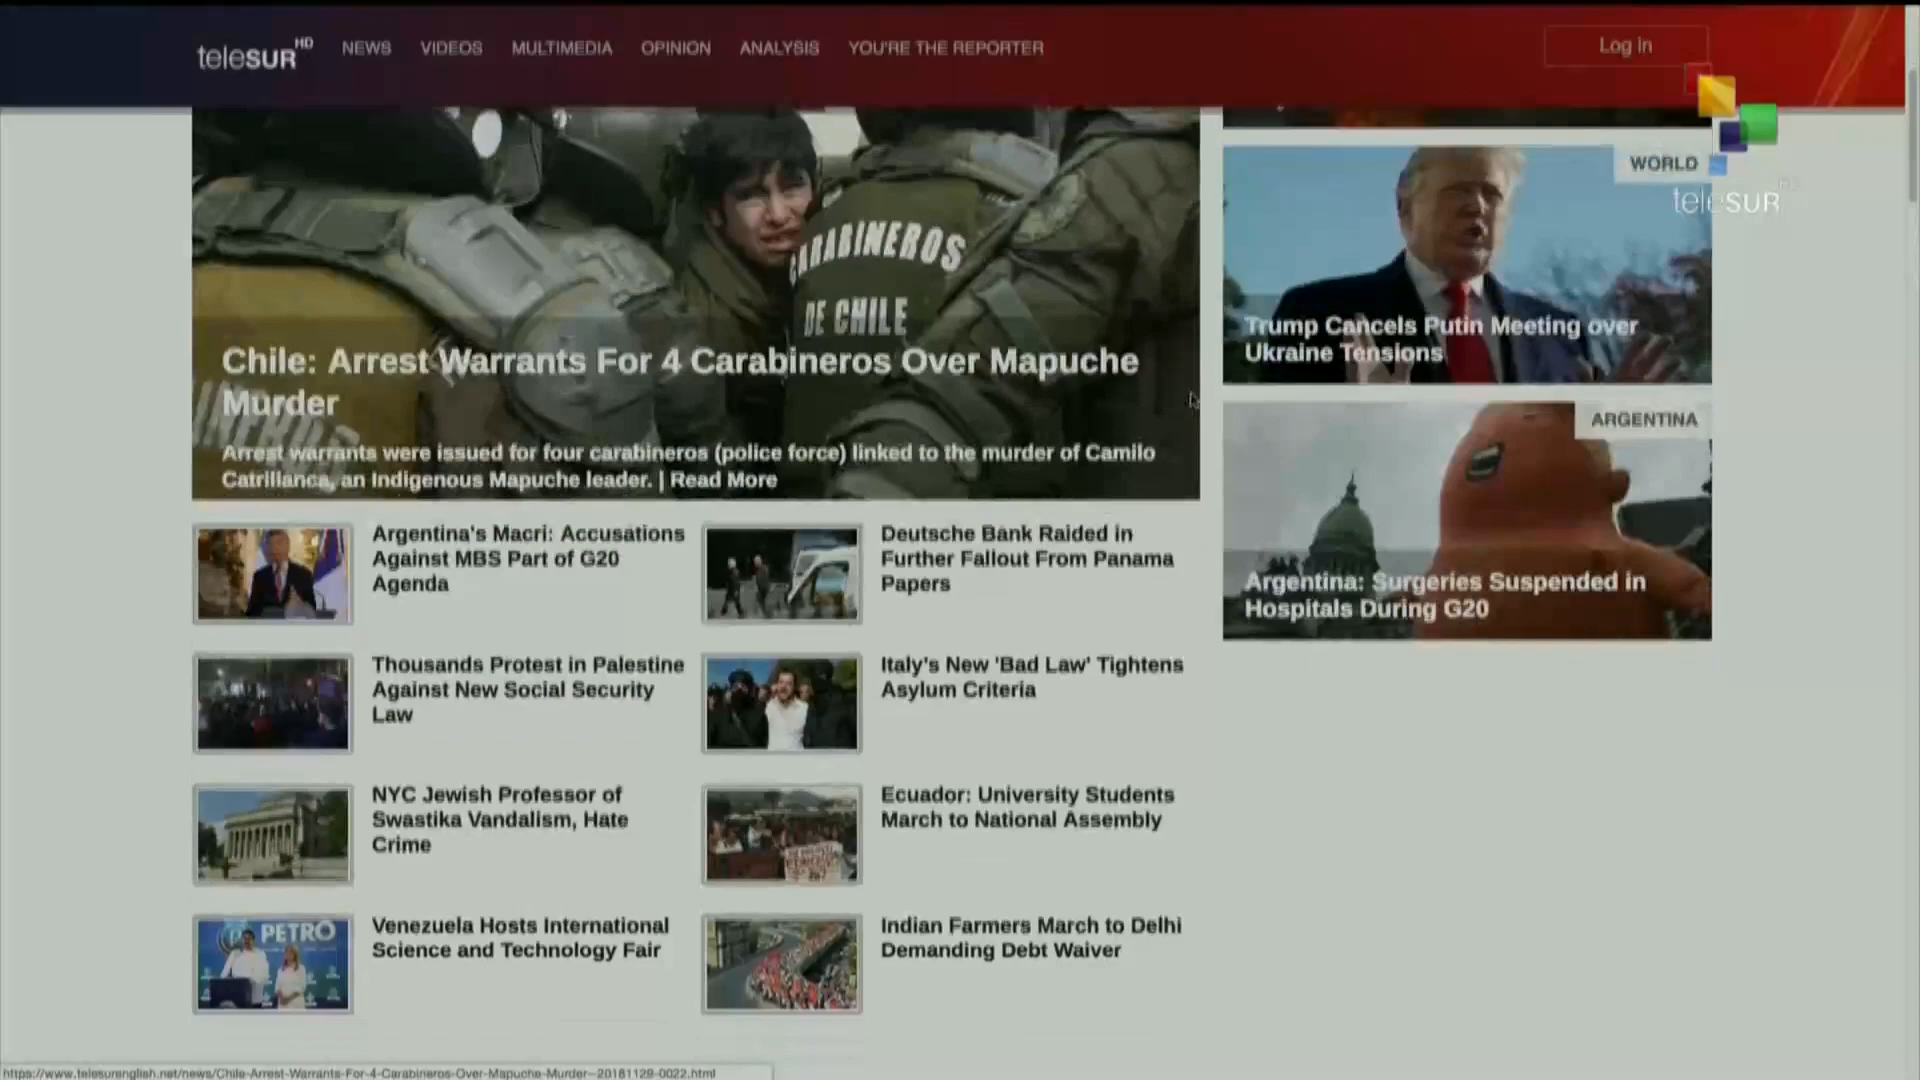 teleSUR HD
NEWS VIDEOS MULTIMEDIA OPINION ANALYSIS YOU'RE THE REPORTER
Log in
CARABINEROS
DE CHILE
Chile: Arrest Warrants For 4 Carabineros Over Mapuche
Murder
Arrest warrants were issued for four carabineros (police force) linked to the murder of Camilo
Catrillanca, an Indigenous Mapuche leader. | Read More
WORLD
teleSUR HD
Trump Cancels Putin Meeting over
Ukraine Tensions
ARGENTINA
Argentina: Surgeries Suspended in
Hospitals During G20
Argentina's Macri: Accusations
Against MBS Part of G20
Agenda
Deutsche Bank Raided in
Further Fallout From Panama
Papers
Thousands Protest in Palestine
Against New Social Security
Law
Italy's New 'Bad Law' Tightens
Asylum Criteria
NYC Jewish Professor of
Swastika Vandalism, Hate
Crime
Ecuador: University Students
March to National Assembly
PETRO
Venezuela Hosts International
Science and Technology Fair
Indian Farmers March to Delhi
Demanding Debt Waiver
https://www.telesurenglish.net/news/Chile-Arrest-Warrants-For-4-Carabineros-Over-Mapuche-Murder--20181129-0022.html